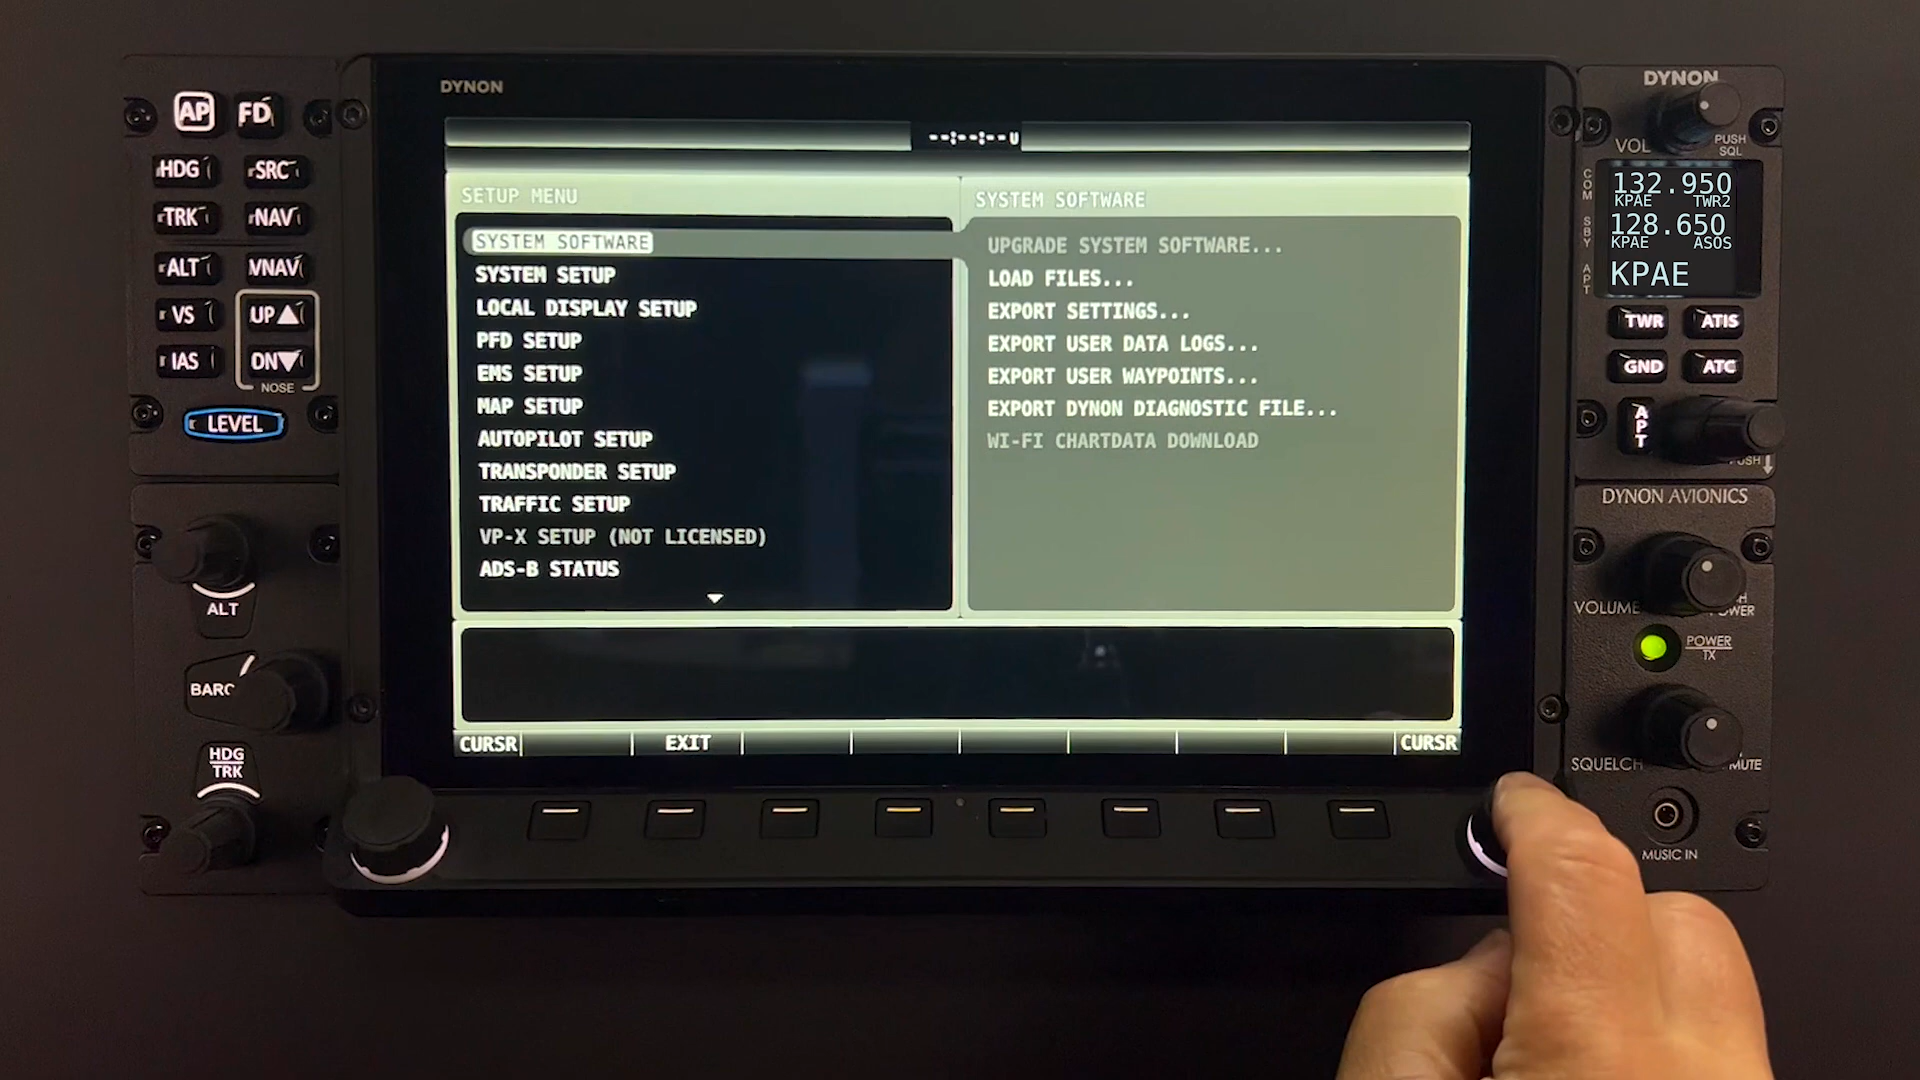 DYNON
--:--:--U
SETUP MENU
SYSTEM SOFTWARE
SYSTEM SETUP
LOCAL DISPLAY SETUP
PFD SETUP
EMS SETUP
MAP SETUP
AUTOPILOT SETUP
TRANSPONDER SETUP
TRAFFIC SETUP
VP-X SETUP (NOT LICENSED)
ADS-B STATUS
SYSTEM SOFTWARE
UPGRADE SYSTEM SOFTWARE...
LOAD FILES...
EXPORT SETTINGS...
EXPORT USER DATA LOGS...
EXPORT USER WAYPOINTS...
EXPORT DYNON DIAGNOSTIC FILE...
WI-FI CHARTDATA DOWNLOAD
CURSR EXIT CURSR
AP FD
HDG SRC
TRK NAV
ALT VNAV
VS UP
IAS DN
NOSE
LEVEL
ALT
HDG
TRK
DYNON
VOL PUSH
SQL
COM 132.950
KPAE TWR2
SBY 128.650
KPAE ASOS
APT KPAE
TWR ATIS
GND ATC
APT
PUSH
DYNON AVIONICS
VOLUME
POWER
TX
SQUELCH MUTE
MUSIC IN